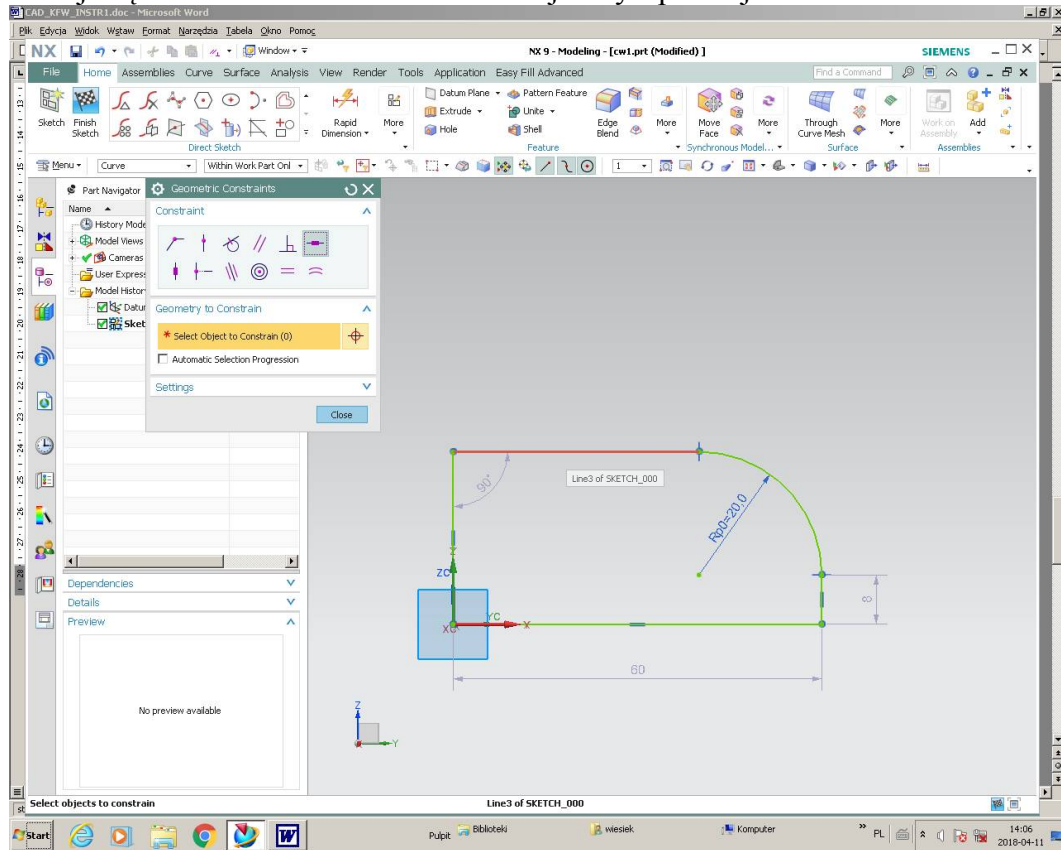 CAD_KFW_INSTR1.doc - Microsoft Word
Plik Edycja Widok Wstaw Format Narzędzia Tabela Okno Pomoc
NX Window NX 9 - Modeling - [cw1.prt (Modified) ] SIEMENS
File Home Assemblies Curve Surface Analysis View Render Tools Application Easy Fill Advanced Find a Command
Sketch Finish Sketch Rapid Dimension More Datum Plane Pattern Feature Extrude Unite Hole Shell Edge Blend More Move Face More Through Curve Mesh More Work on Assembly Add
Direct Sketch Feature Synchronous Model... Surface Assemblies
Menu Curve Within Work Part Onl 1
Part Navigator
Name
History Mode
Model Views
Cameras
User Express
Model Histor
Datu
Sket
Geometric Constraints
Constraint
Geometry to Constrain
* Select Object to Constrain (0)
Automatic Selection Progression
Settings
Close
90°
Line3 of SKETCH_000
Rp0=20.0
8
60
ZC
Z
YC
X
XC
Z
Y
Dependencies
Details
Preview
No preview available
Select objects to constrain Line3 of SKETCH_000
Start Pulpit Biblioteki wiesiek Komputer » PL 14:06
2018-04-11